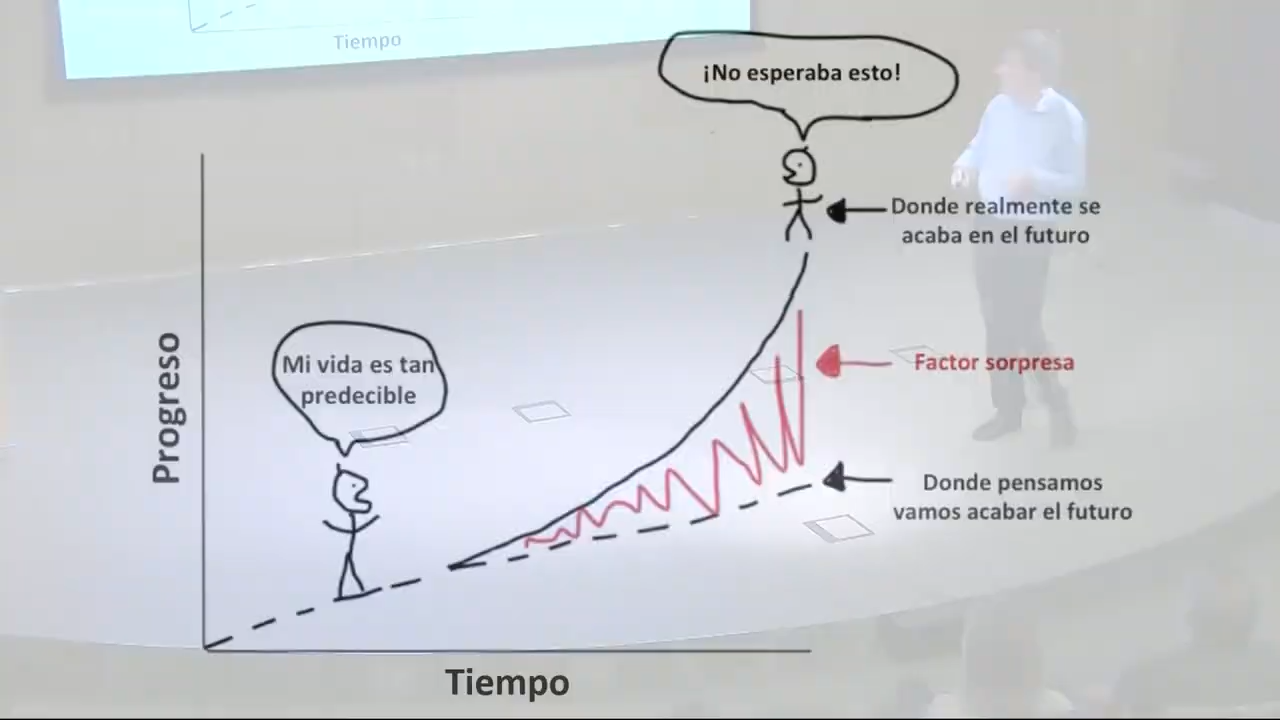 Tiempo
¡No esperaba esto!
Donde realmente se
acaba en el futuro
Mi vida es tan
predecible
Factor sorpresa
Progreso
Donde pensamos
vamos acabar el futuro
Tiempo